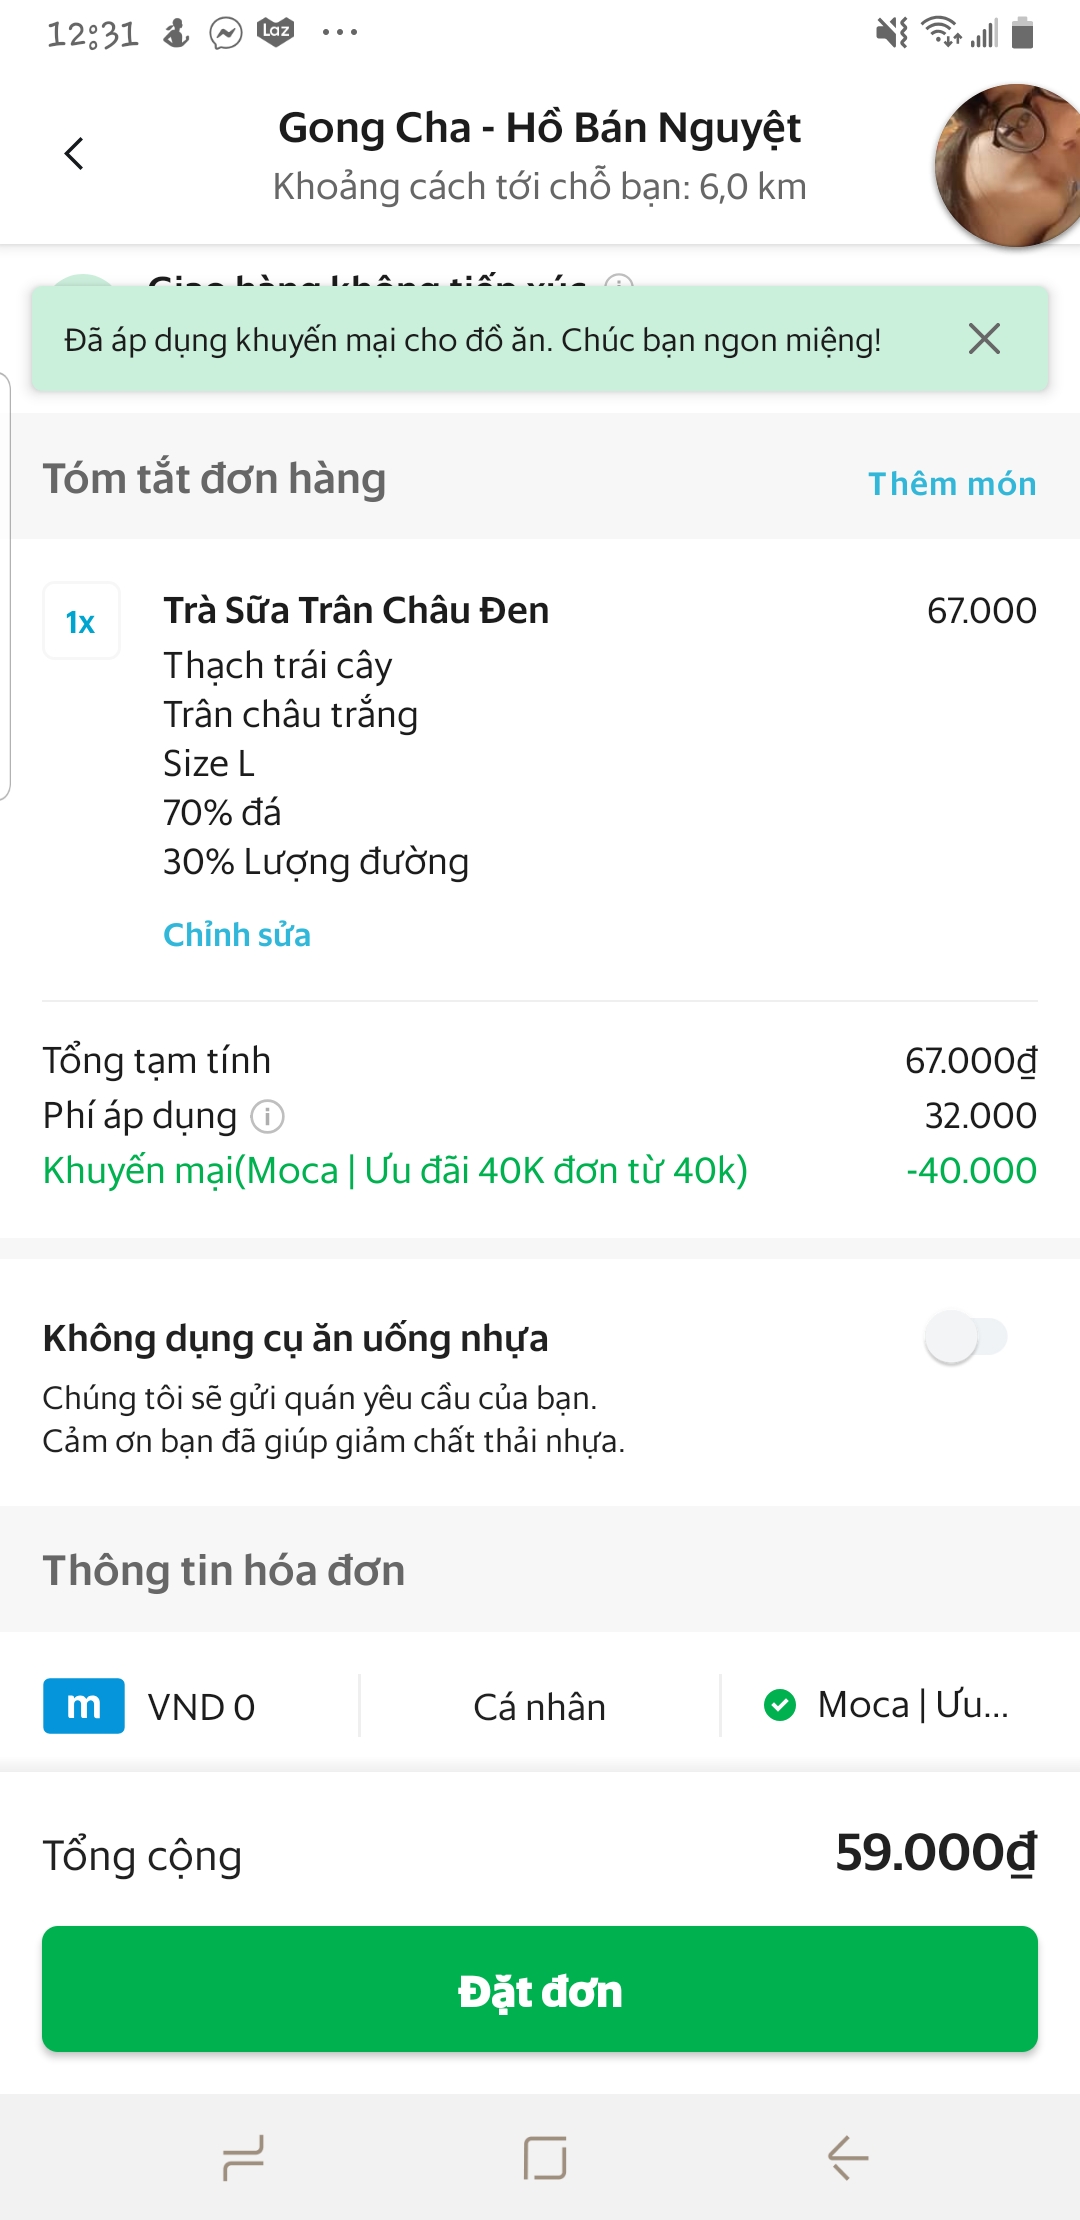 12:31
Laz
Gong Cha - Hồ Bán Nguyệt
Khoảng cách tới chỗ bạn: 6,0 km
Giao hàng không tiếp xúc
Đã áp dụng khuyến mại cho đồ ăn. Chúc bạn ngon miệng!
Tóm tắt đơn hàng
Thêm món
1x
Trà Sữa Trân Châu Đen
67.000
Thạch trái cây
Trân châu trắng
Size L
70% đá
30% Lượng đường
Chỉnh sửa
Tổng tạm tính
67.000₫
Phí áp dụng
32.000
Khuyến mại(Moca | Ưu đãi 40K đơn từ 40k)
-40.000
Không dụng cụ ăn uống nhựa
Chúng tôi sẽ gửi quán yêu cầu của bạn.
Cảm ơn bạn đã giúp giảm chất thải nhựa.
Thông tin hóa đơn
m VND 0
Cá nhân
Moca | Ưu...
Tổng cộng
59.000₫
Đặt đơn